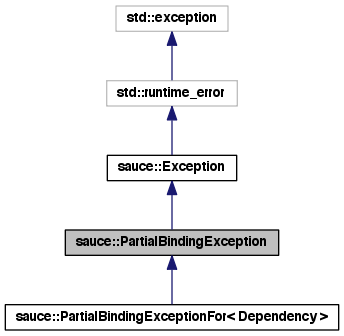 std::exception
std::runtime_error
sauce::Exception
sauce::PartialBindingException
sauce::PartialBindingExceptionFor< Dependency >